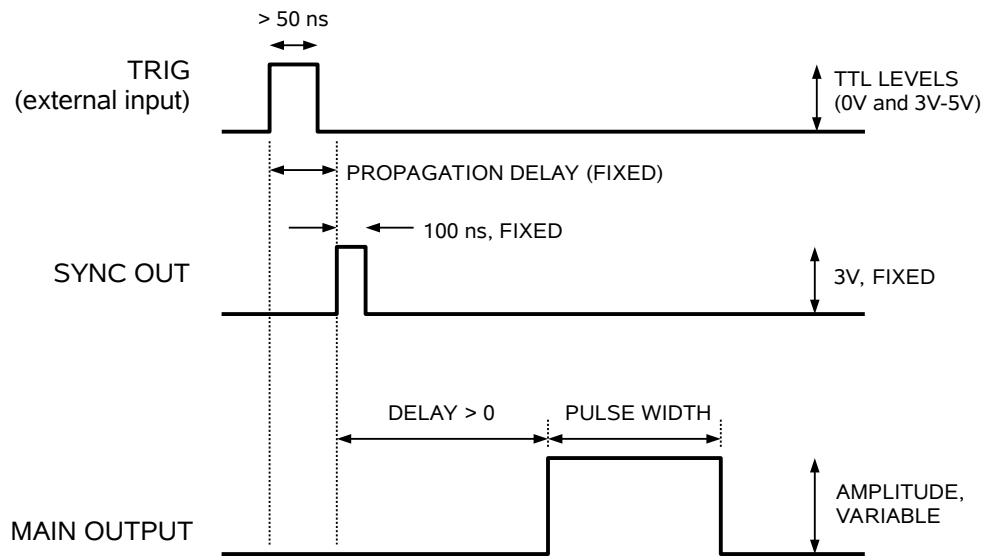 > 50 ns
TRIG
(external input)
TTL LEVELS
(0V and 3V-5V)
PROPAGATION DELAY (FIXED)
100 ns, FIXED
SYNC OUT
3V, FIXED
DELAY > 0
PULSE WIDTH
AMPLITUDE,
VARIABLE
MAIN OUTPUT